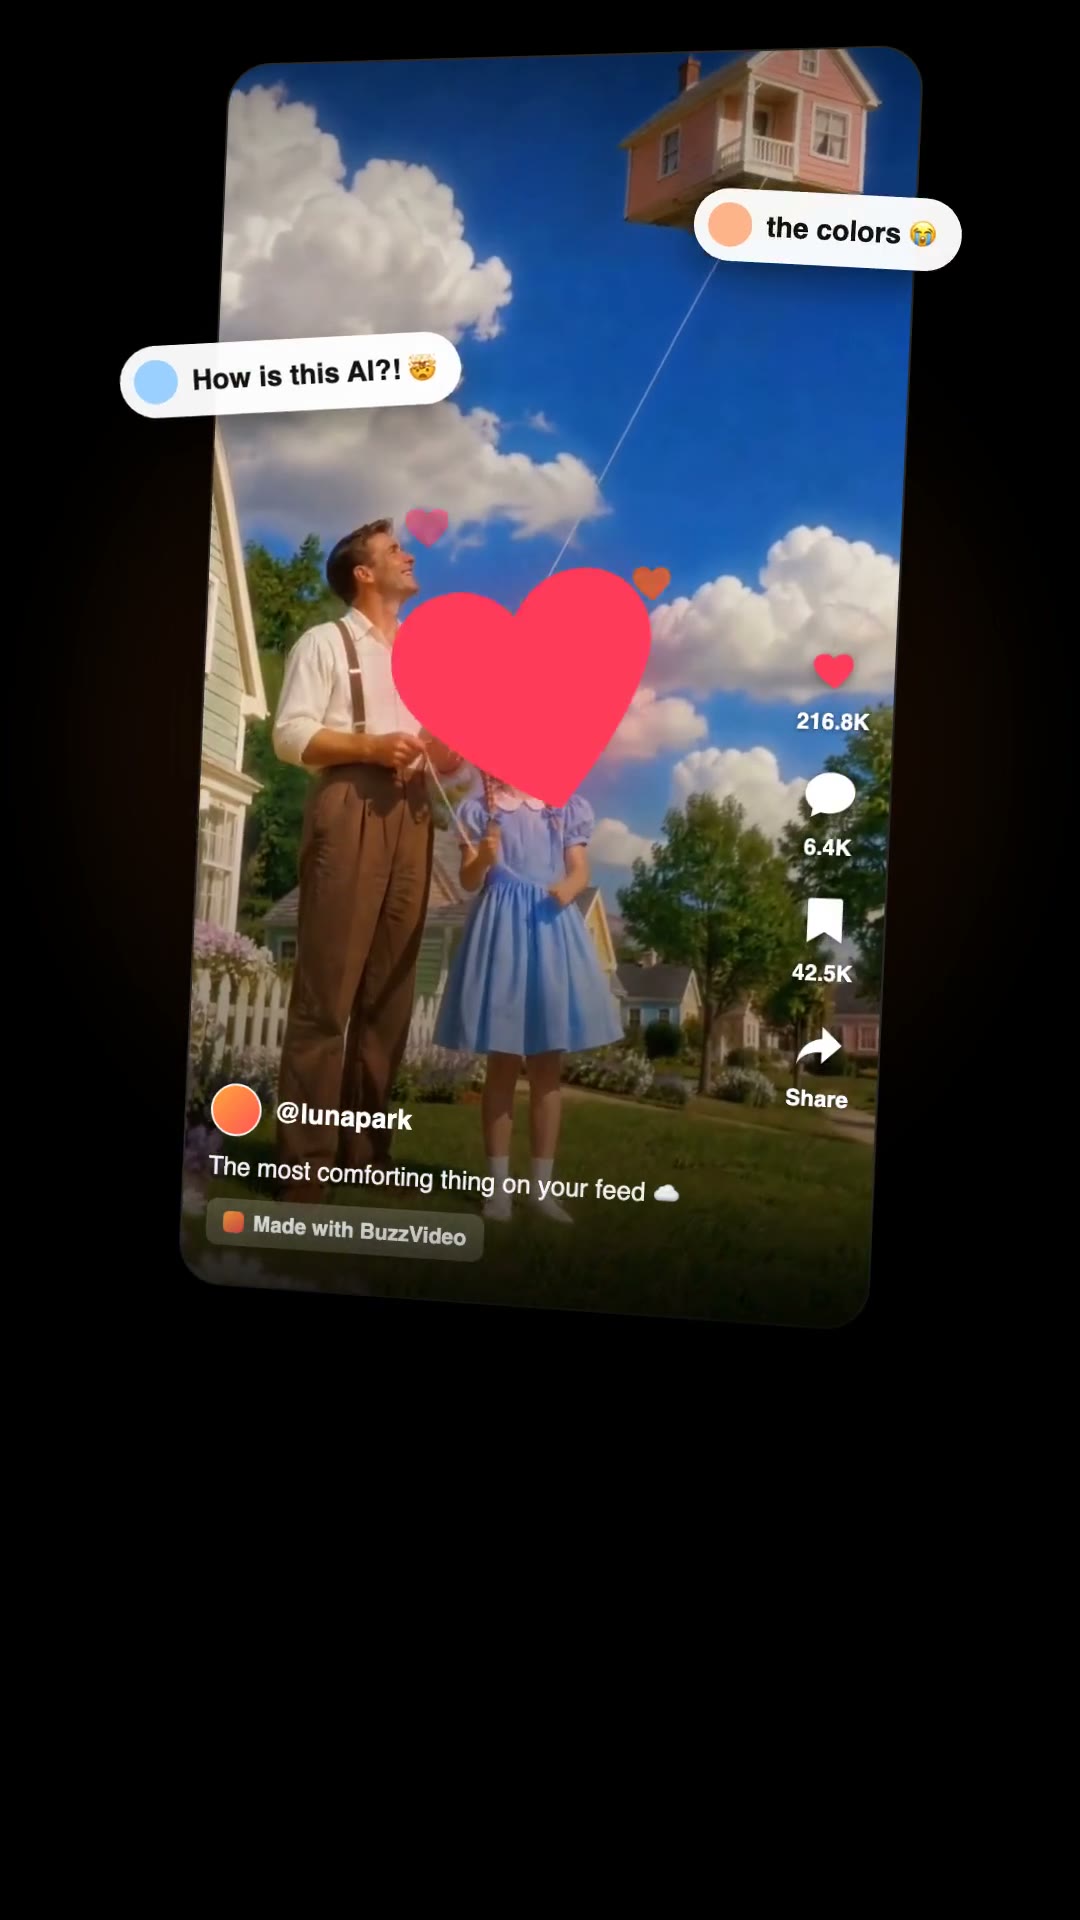 the colors 😭
How is this AI?! 🤯
216.8K
6.4K
42.5K
Share
@lunapark
The most comforting thing on your feed ☁️
Made with BuzzVideo